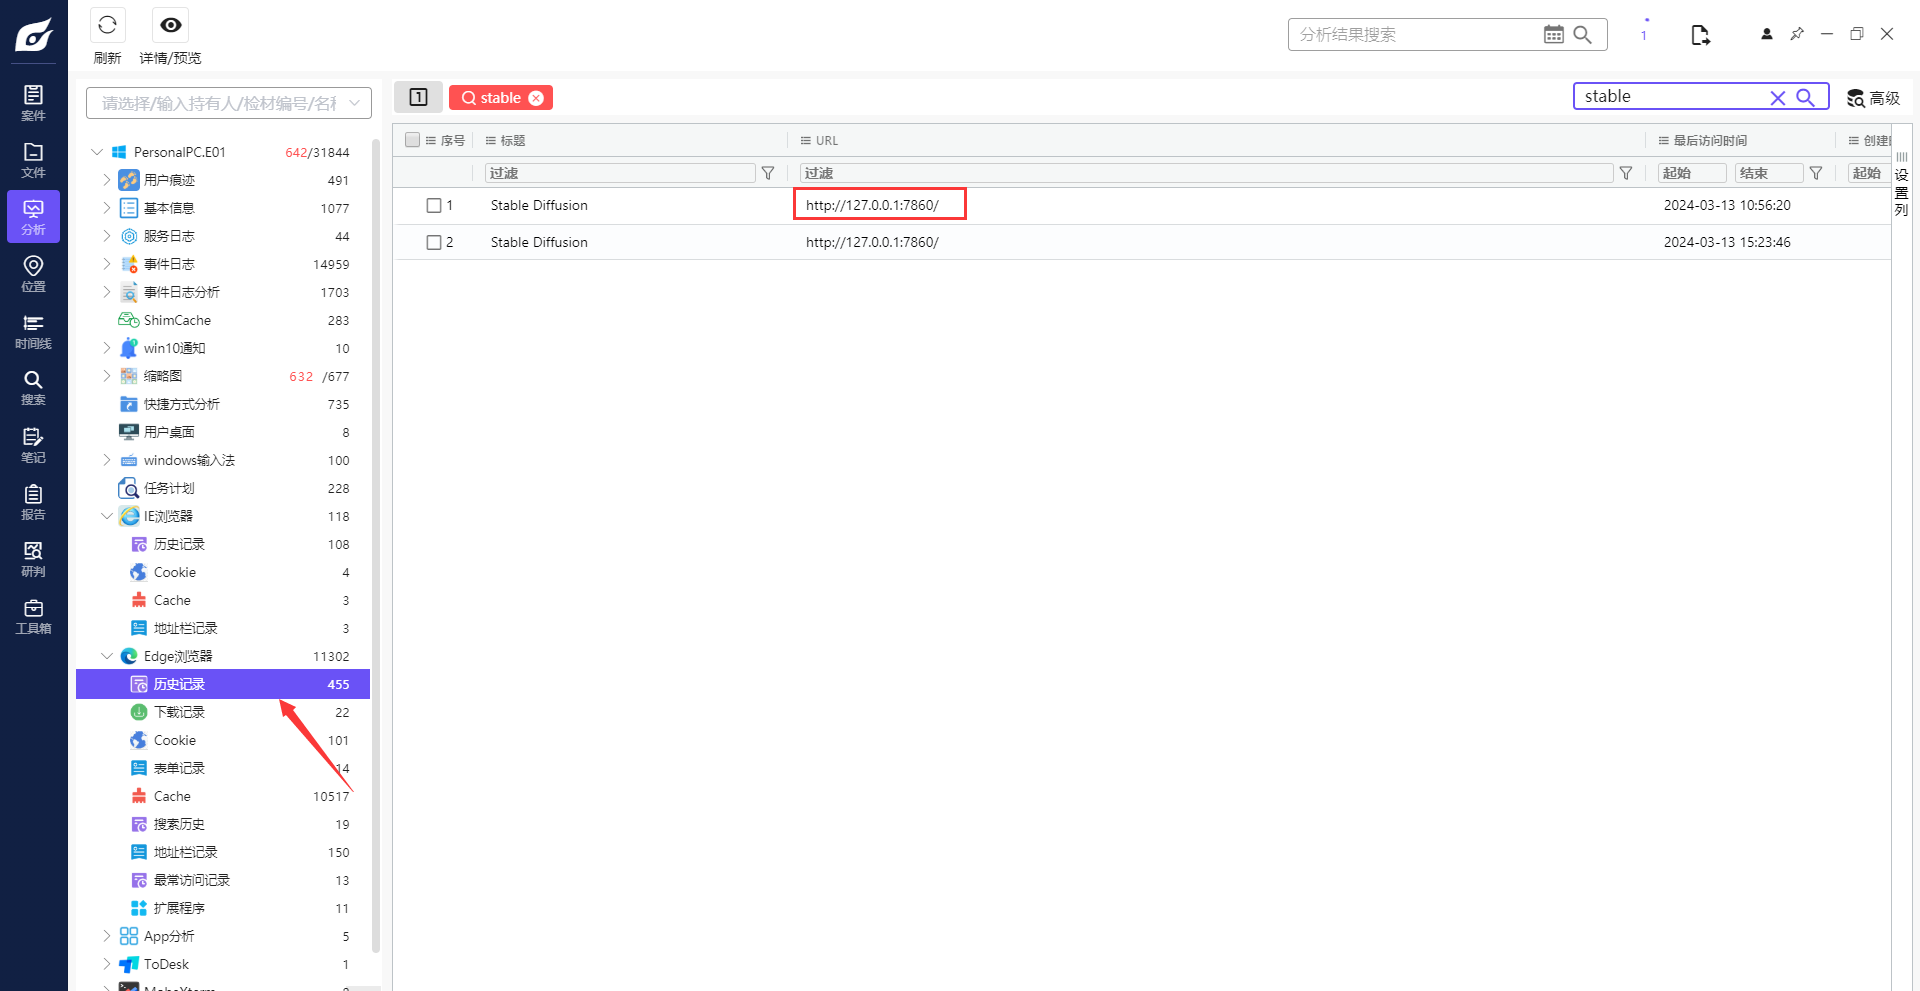 刷新
详情/预览
分析结果搜索
1
案件
文件
分析
位置
时间线
搜索
笔记
报告
研判
工具箱
请选择/输入持有人/检材编号/名称
PersonalPC.E01 642/31844
用户痕迹 491
基本信息 1077
服务日志 44
事件日志 14959
事件日志分析 1703
ShimCache 283
win10通知 10
缩略图 632 /677
快捷方式分析 735
用户桌面 8
windows输入法 100
任务计划 228
IE浏览器 118
历史记录 108
Cookie 4
Cache 3
地址栏记录 3
Edge浏览器 11302
历史记录 455
下载记录 22
Cookie 101
表单记录 14
Cache 10517
搜索历史 19
地址栏记录 150
最常访问记录 13
扩展程序 11
App分析 5
ToDesk 1
1 stable
stable
高级
序号 标题 URL 最后访问时间 创建
过滤 过滤 起始 结束 起始
1 Stable Diffusion http://127.0.0.1:7860/ 2024-03-13 10:56:20
2 Stable Diffusion http://127.0.0.1:7860/ 2024-03-13 15:23:46
设置列